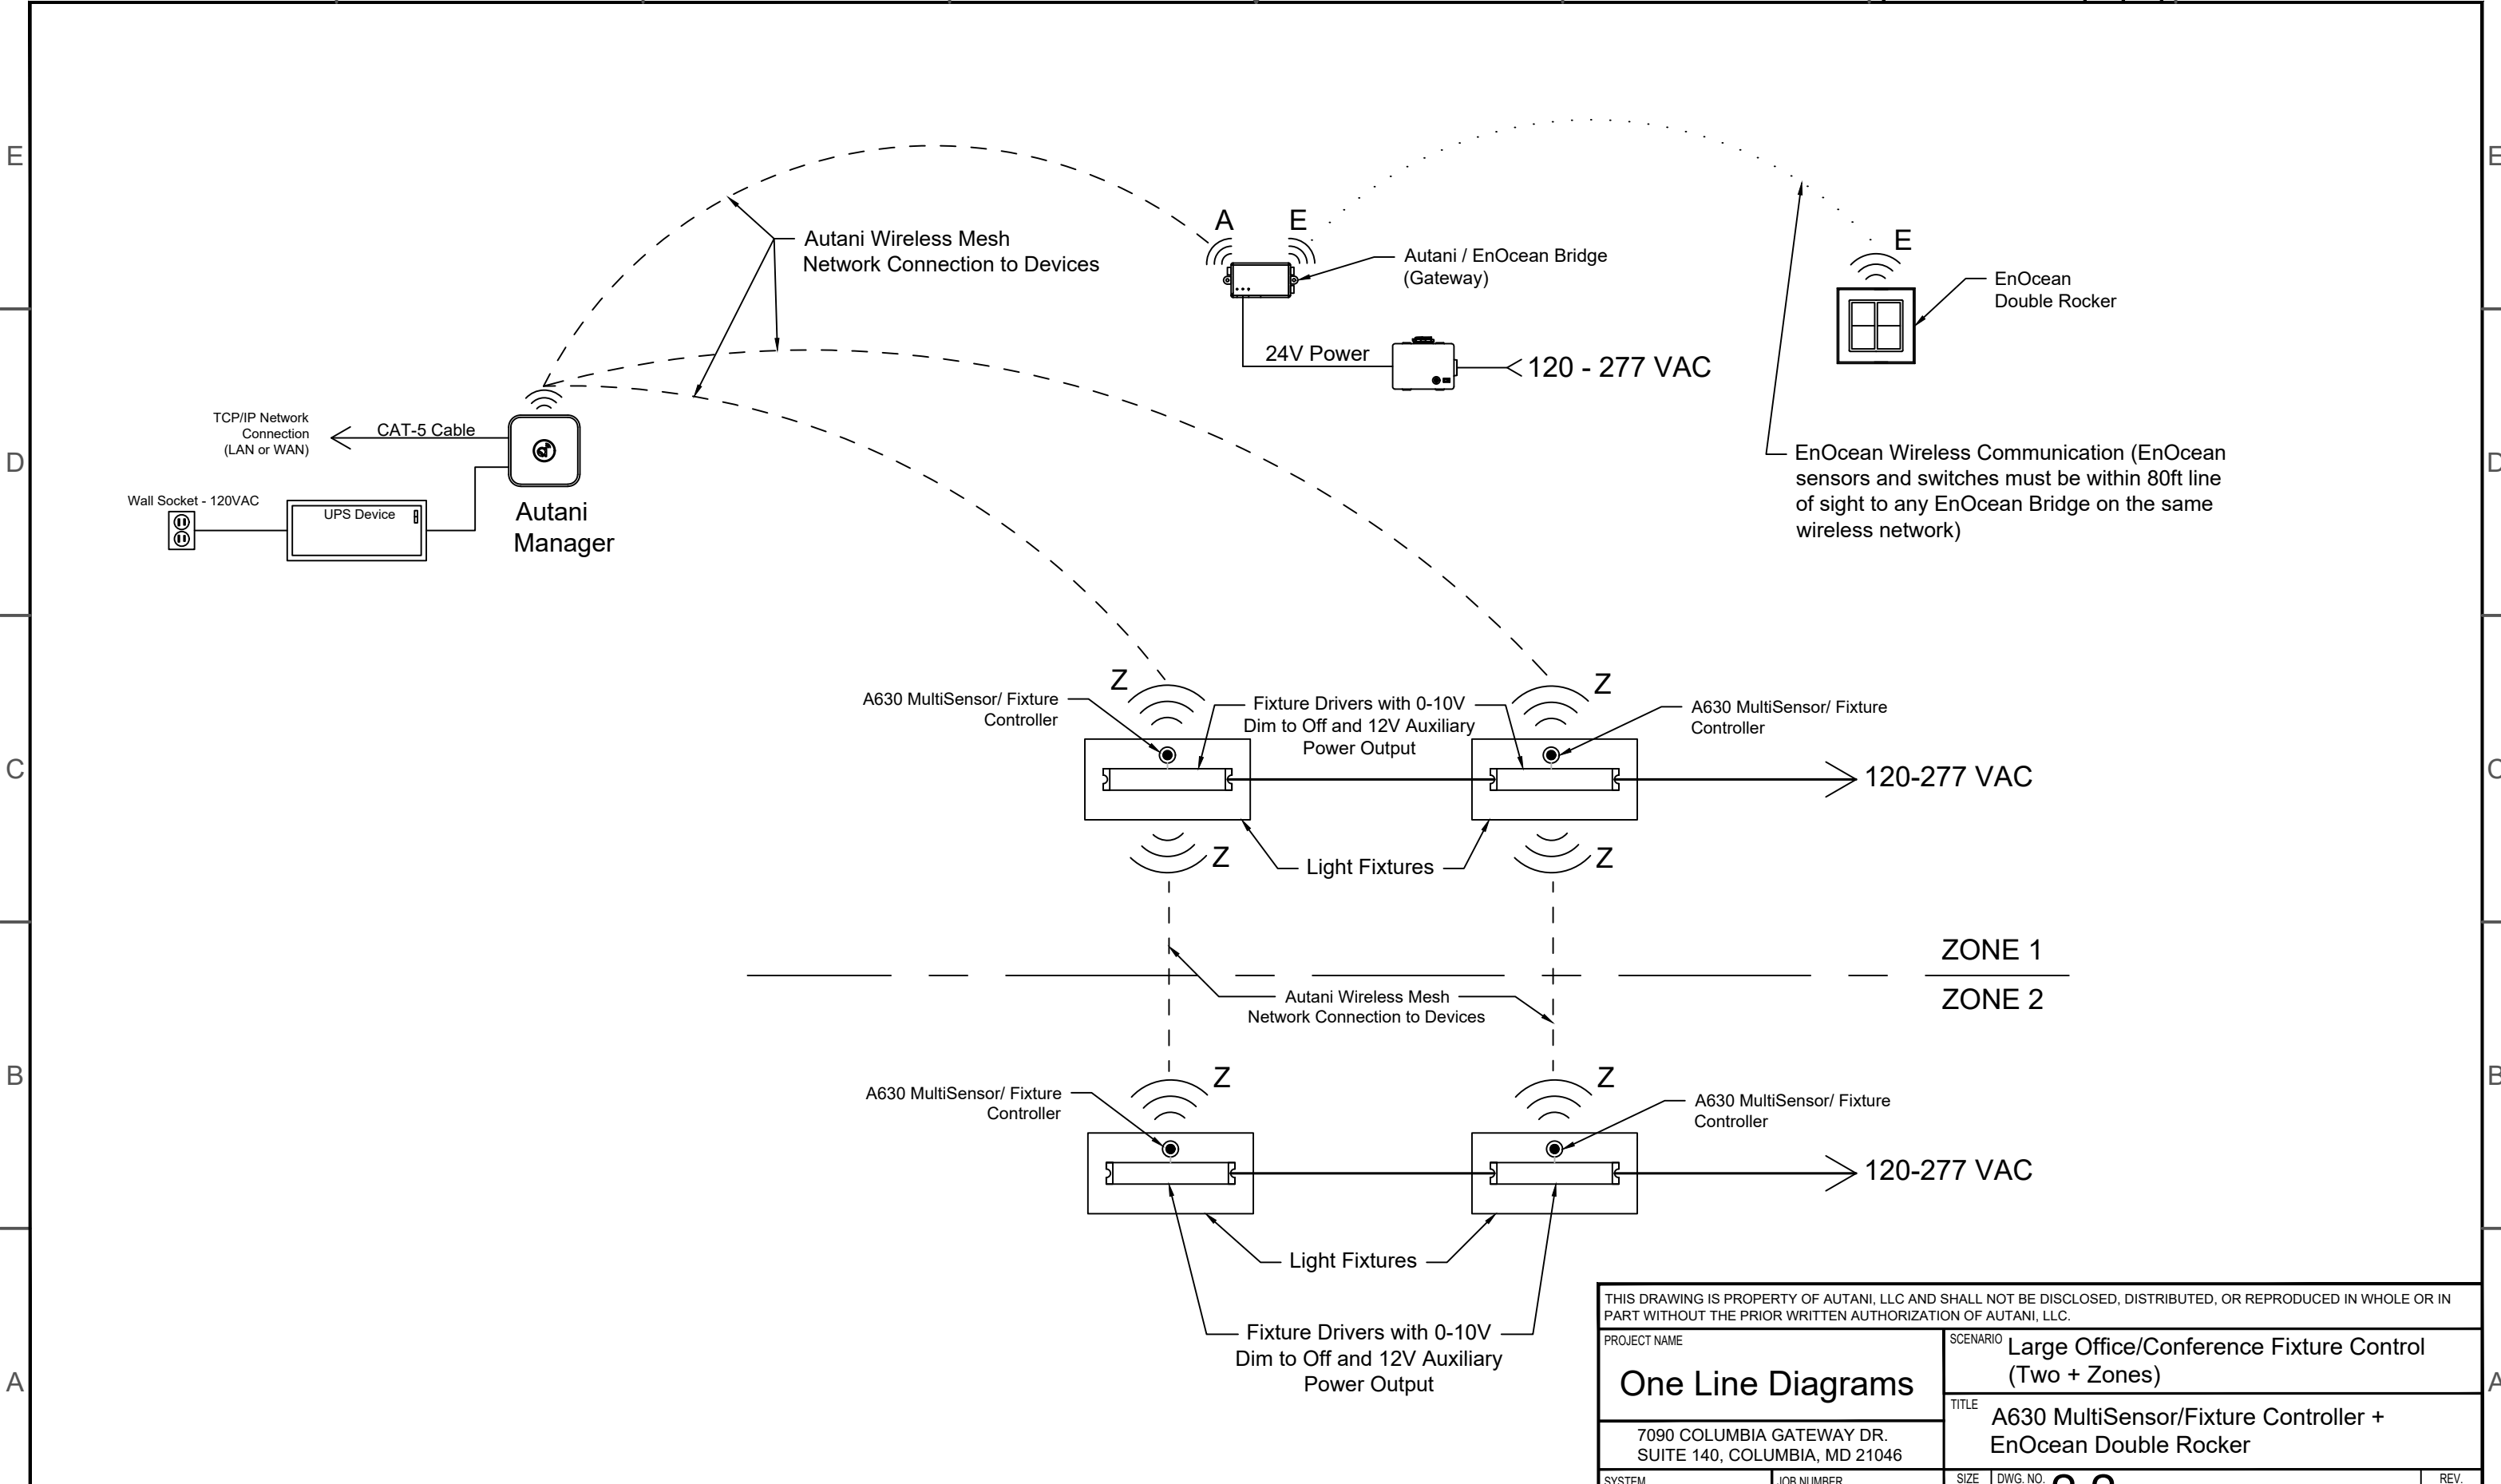 E
E
A
E
E
Autani Wireless Mesh
Network Connection to Devices
Autani / EnOcean Bridge
(Gateway)
EnOcean
Double Rocker
24V Power
120 - 277 VAC
TCP/IP Network
Connection
(LAN or WAN)
CAT-5 Cable
D
D
EnOcean Wireless Communication (EnOcean
sensors and switches must be within 80ft line
of sight to any EnOcean Bridge on the same
wireless network)
Wall Socket - 120VAC
UPS Device
Autani
Manager
Z
Z
A630 MultiSensor/ Fixture
Controller
Fixture Drivers with 0-10V
Dim to Off and 12V Auxiliary
Power Output
A630 MultiSensor/ Fixture
Controller
C
C
120-277 VAC
Z
Z
Light Fixtures
ZONE 1
ZONE 2
Autani Wireless Mesh
Network Connection to Devices
B
B
Z
Z
A630 MultiSensor/ Fixture
Controller
A630 MultiSensor/ Fixture
Controller
120-277 VAC
Light Fixtures
Fixture Drivers with 0-10V
Dim to Off and 12V Auxiliary
Power Output
A
A
THIS DRAWING IS PROPERTY OF AUTANI, LLC AND SHALL NOT BE DISCLOSED, DISTRIBUTED, OR REPRODUCED IN WHOLE OR IN
PART WITHOUT THE PRIOR WRITTEN AUTHORIZATION OF AUTANI, LLC.
PROJECT NAME
One Line Diagrams
SCENARIO
Large Office/Conference Fixture Control
(Two + Zones)
TITLE
A630 MultiSensor/Fixture Controller +
EnOcean Double Rocker
7090 COLUMBIA GATEWAY DR.
SUITE 140, COLUMBIA, MD 21046
SYSTEM
JOB NUMBER
SIZE
DWG. NO.
REV.